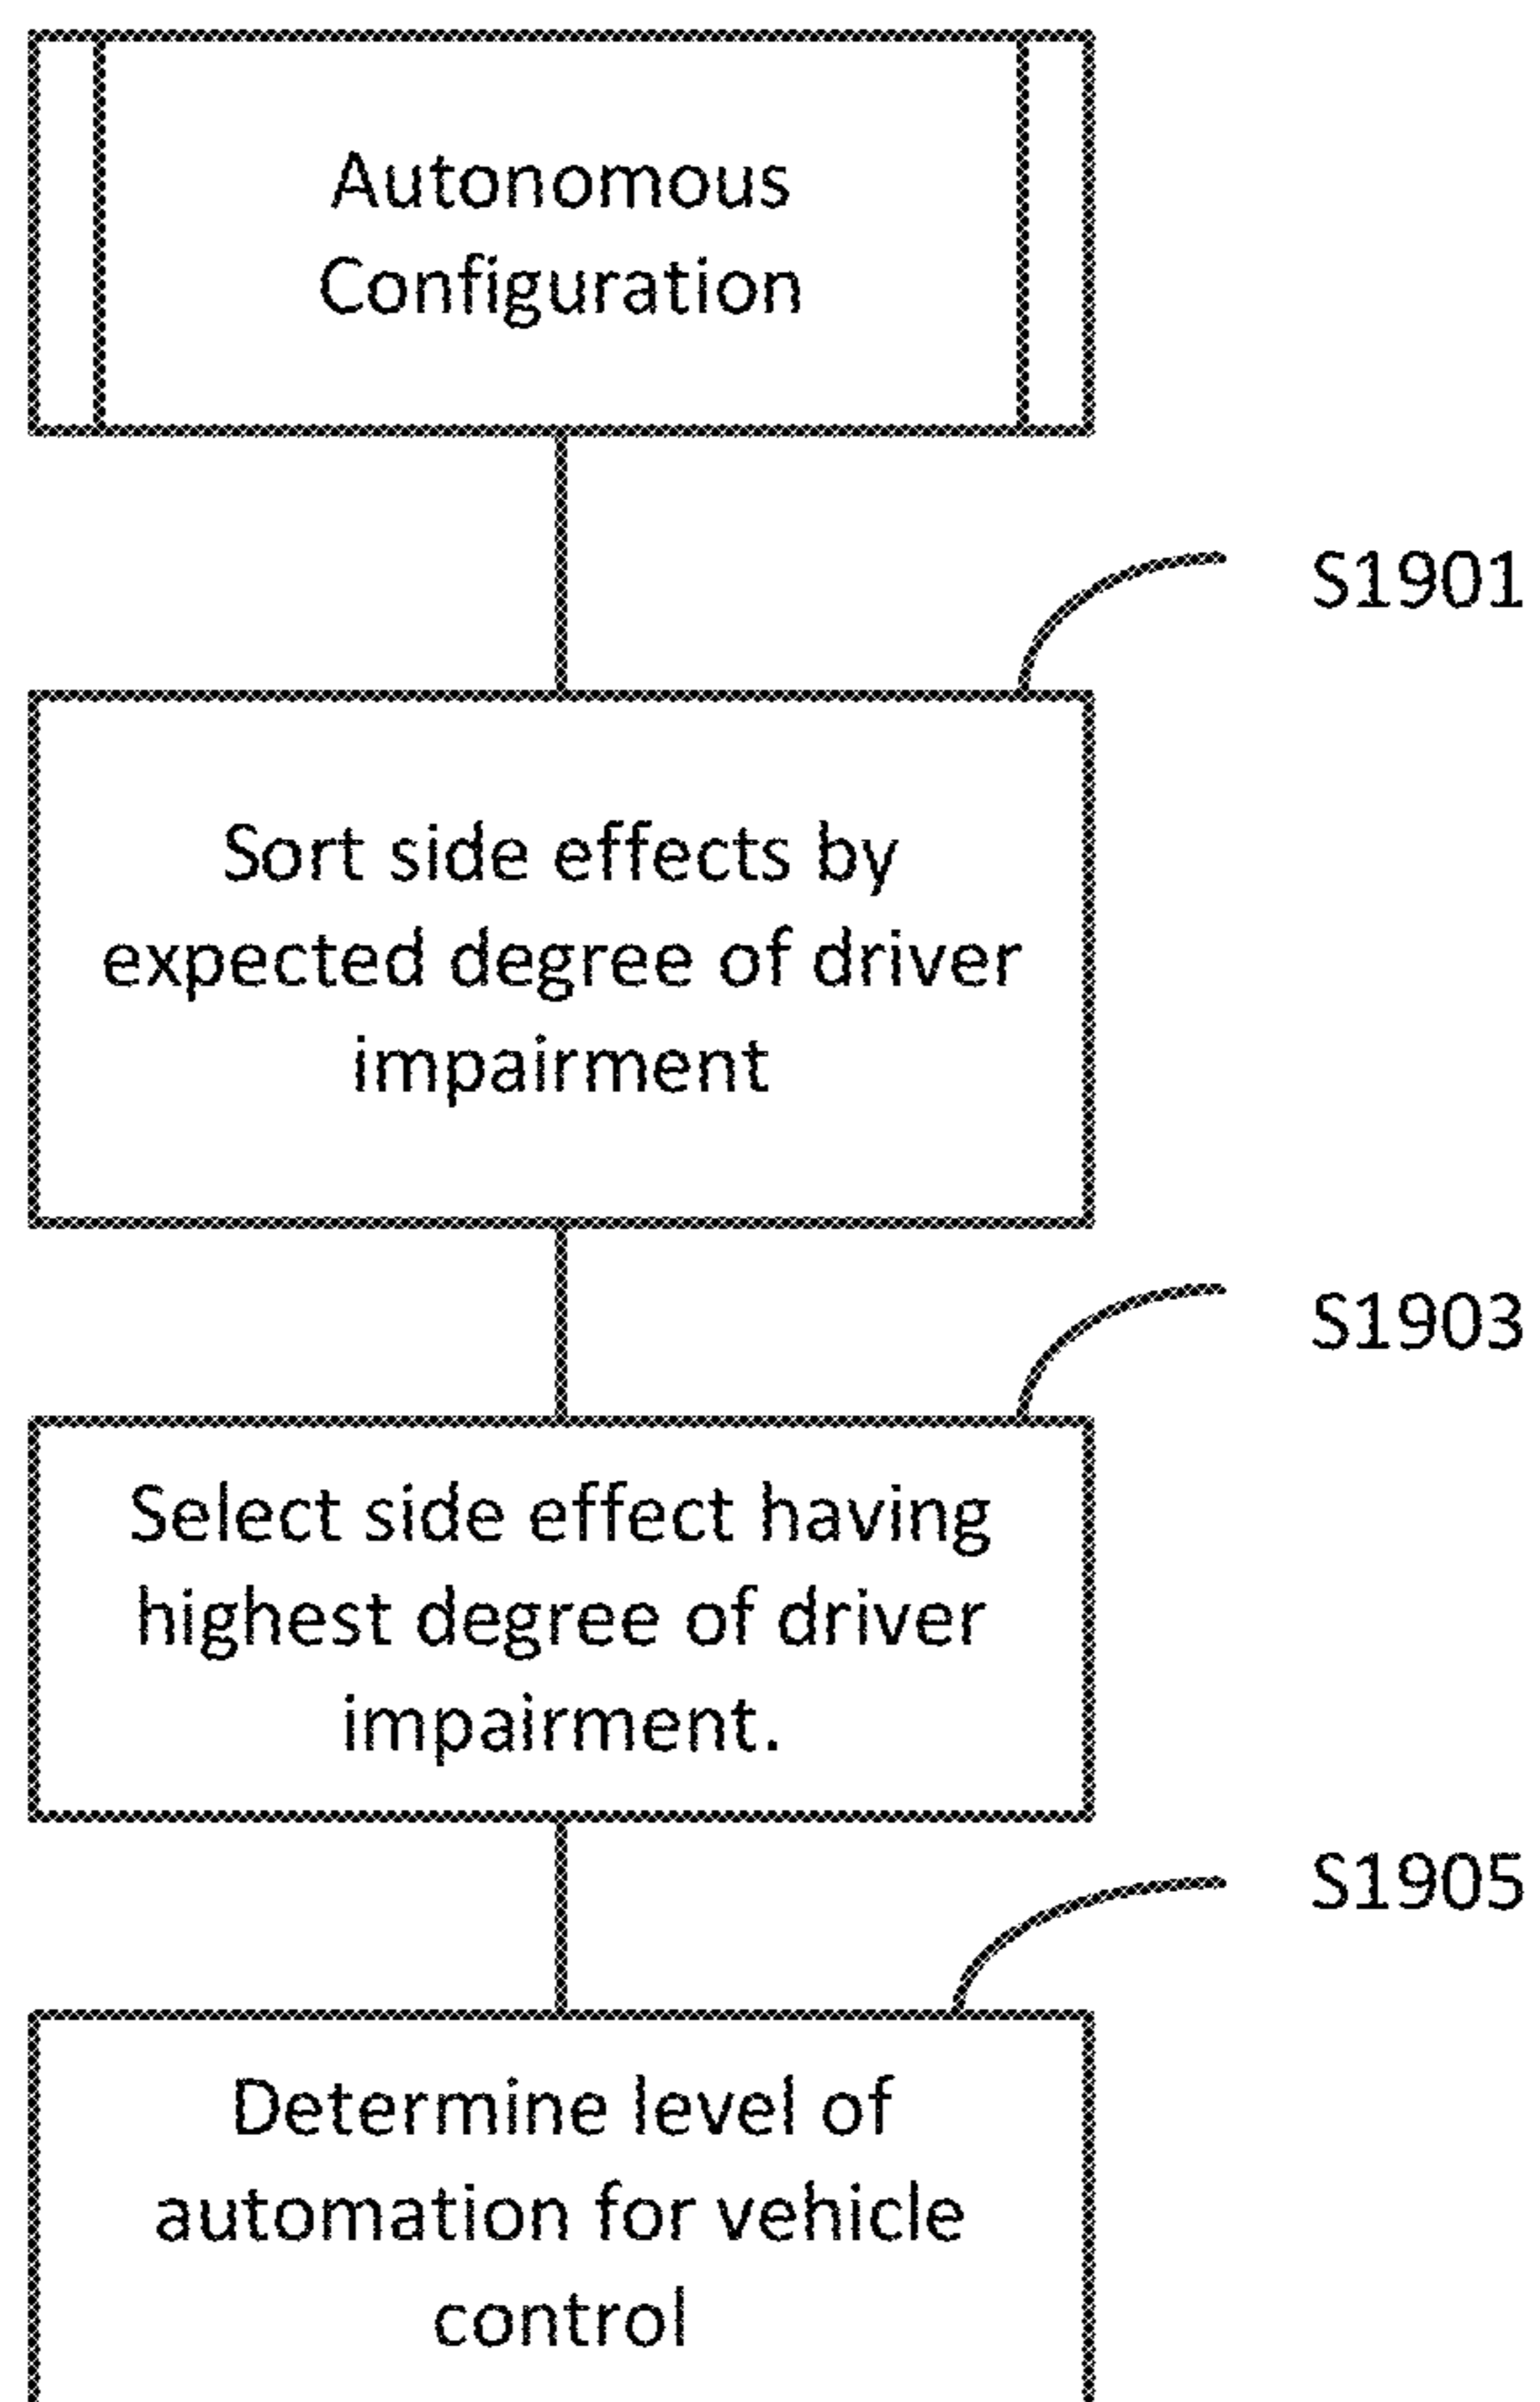 Autonomous
Configuration
S1901
Sort side effects by
expected degree of driver
impairment
S1903
Select side effect having
highest degree of driver
impairment.
S1905
Determine level of
automation for vehicle
control